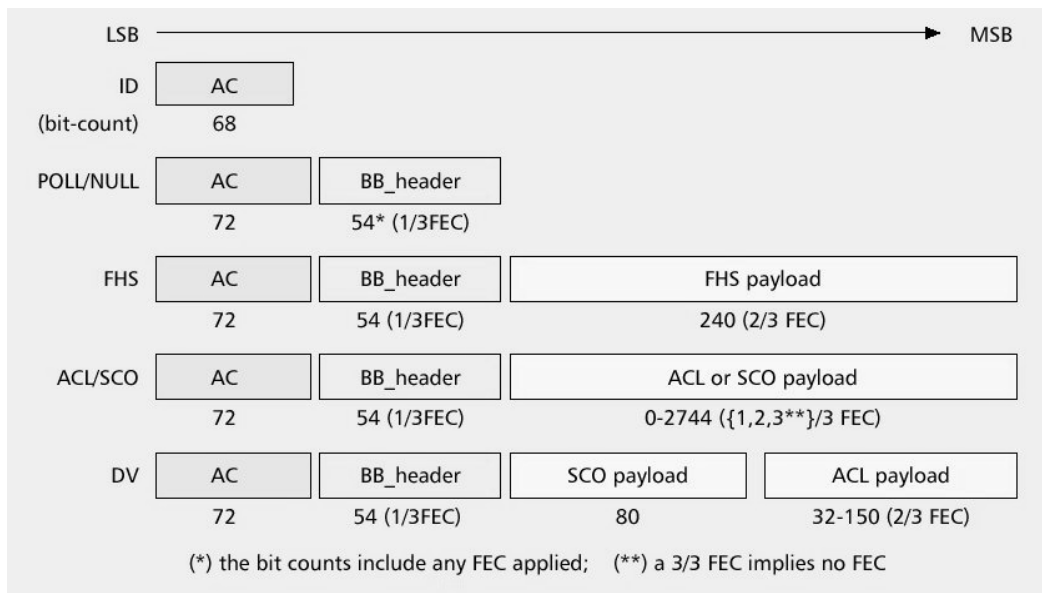 LSB MSB
ID AC
(bit-count) 68
POLL/NULL AC BB_header
72 54* (1/3FEC)
FHS AC BB_header FHS payload
72 54 (1/3FEC) 240 (2/3 FEC)
ACL/SCO AC BB_header ACL or SCO payload
72 54 (1/3FEC) 0-2744 ({1,2,3**}/3 FEC)
DV AC BB_header SCO payload ACL payload
72 54 (1/3FEC) 80 32-150 (2/3 FEC)
(*) the bit counts include any FEC applied; (**) a 3/3 FEC implies no FEC